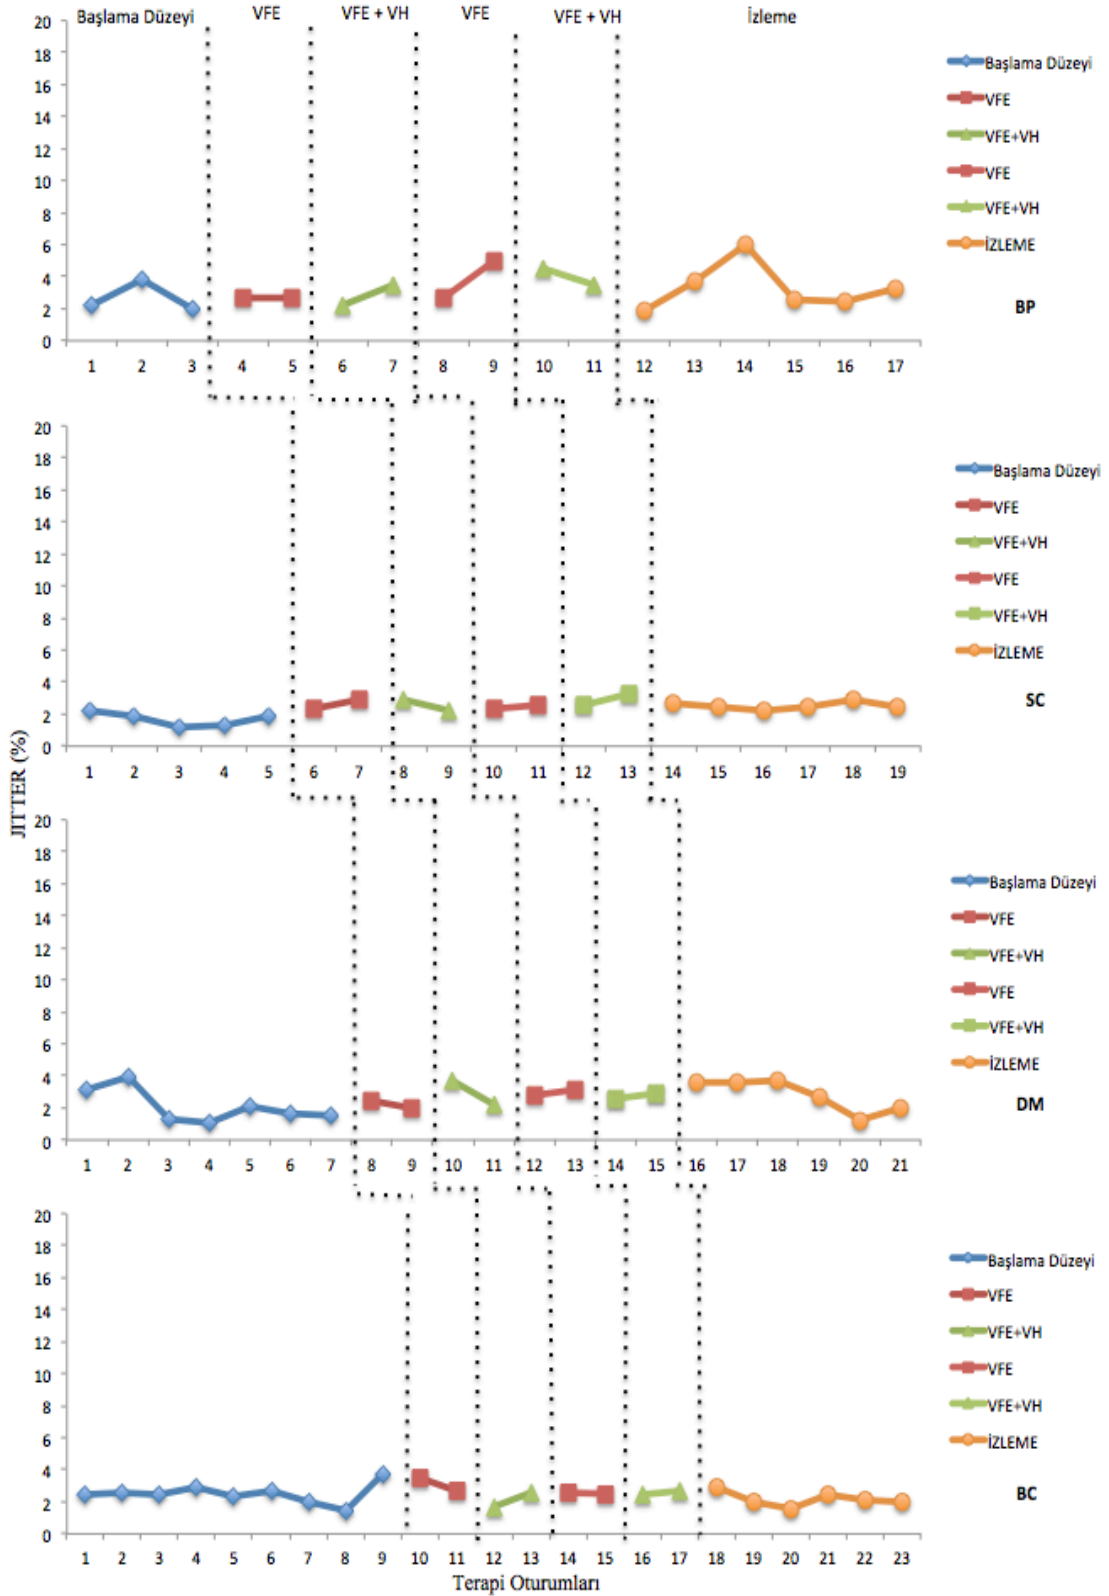 Başlama Düzeyi VFE VFE + VH VFE VFE + VH İzleme
20
18
16
14
12
10
8
6
4
2
0
1 2 3 4 5 6 7 8 9 10 11 12 13 14 15 16 17
Başlama Düzeyi
VFE
VFE+VH
VFE
VFE+VH
İZLEME
BP
20
18
16
14
12
10
8
6
4
2
0
1 2 3 4 5 6 7 8 9 10 11 12 13 14 15 16 17 18 19
Başlama Düzeyi
VFE
VFE+VH
VFE
VFE+VH
İZLEME
SC
JITTER (%)
20
18
16
14
12
10
8
6
4
2
0
1 2 3 4 5 6 7 8 9 10 11 12 13 14 15 16 17 18 19 20 21
Başlama Düzeyi
VFE
VFE+VH
VFE
VFE+VH
İZLEME
DM
20
18
16
14
12
10
8
6
4
2
0
1 2 3 4 5 6 7 8 9 10 11 12 13 14 15 16 17 18 19 20 21 22 23
Başlama Düzeyi
VFE
VFE+VH
VFE
VFE+VH
İZLEME
BC
Terapi Oturumları